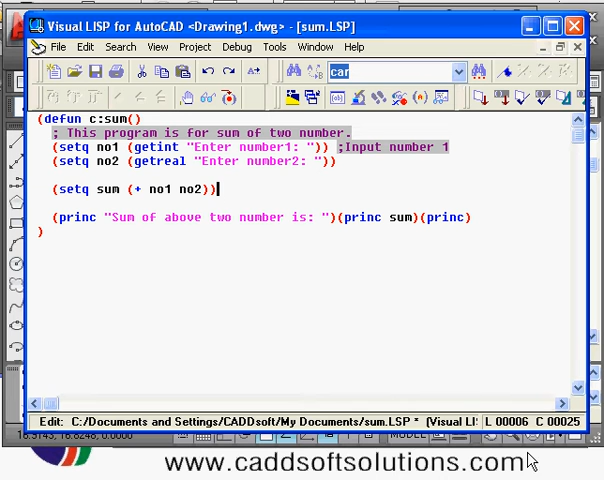 Visual LISP for AutoCAD <Drawing1.dwg> - [sum.LSP]
File Edit Search View Project Debug Tools Window Help
car
(defun c:sum()
; This program is for sum of two number.
(setq no1 (getint "Enter number1: ")) ;Input number 1
(setq no2 (getreal "Enter number2: "))
(setq sum (+ no1 no2))
(princ "Sum of above two number is: ")(princ sum)(princ)
)
Edit: C:/Documents and Settings/CADDsoft/My Documents/sum.LSP * (Visual LI L 00006 C 00025
MODEL
www.caddsoftsolutions.com